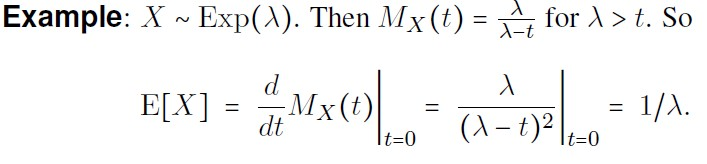 Example: X ~ Exp(λ). Then M_X(t) = λ/(λ−t) for λ > t. So
E[X] = d/dt M_X(t)|_{t=0} = λ/(λ − t)²|_{t=0} = 1/λ.